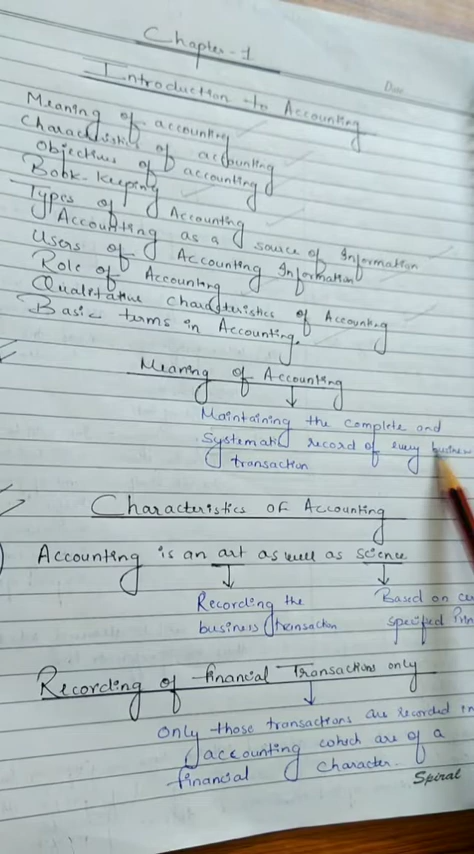 Chapter-1
Introduction to Accounting
Meaning of accounting
Characteristics of accounting
Objectives of accounting
Book-keeping
Types of Accounting
Accounting as a source of Information
Users of Accounting Information
Role of Accounting
Qualitative characteristics of Accounting
Basic terms in Accounting.
Meaning of Accounting
Maintaining the complete and
systematic record of every
transaction
Characteristics OF Accounting
Accounting is an art as well as science
Recording the Based on
business transaction specified
Recording of financial Transactions only
Only those transactions are recorded in
accounting which are of a
financial character.
Spiral